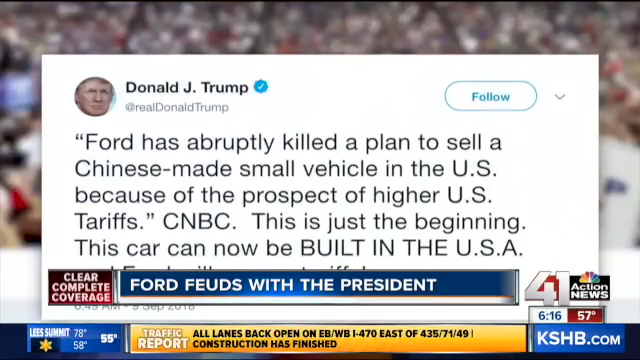 Donald J. Trump
@realDonaldTrump
Follow
"Ford has abruptly killed a plan to sell a
Chinese-made small vehicle in the U.S.
because of the prospect of higher U.S.
Tariffs." CNBC. This is just the beginning.
This car can now be BUILT IN THE U.S.A.
CLEAR
COMPLETE
COVERAGE
FORD FEUDS WITH THE PRESIDENT
41
Action
NEWS
6:16 57°
LEE'S SUMMIT 78°
58°
55°
TRAFFIC
REPORT
ALL LANES BACK OPEN ON EB/WB I-470 EAST OF 435/71/49 |
CONSTRUCTION HAS FINISHED
KSHB.com